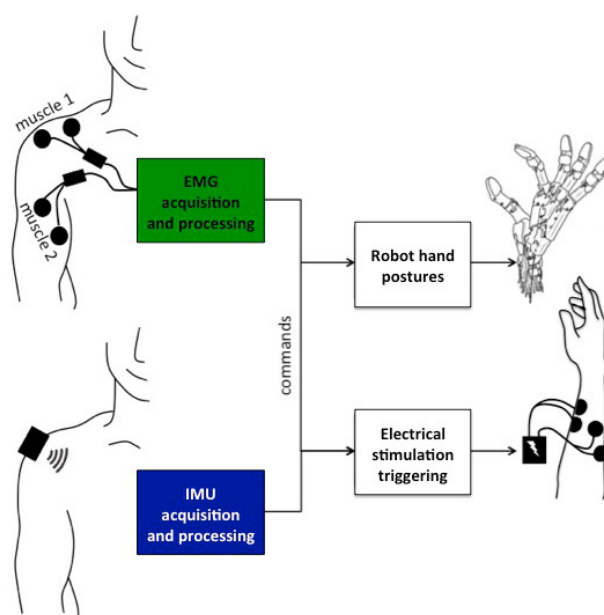 muscle 1
muscle 2
EMG
acquisition
and processing
Robot hand
postures
commands
Electrical
stimulation
triggering
IMU
acquisition
and processing